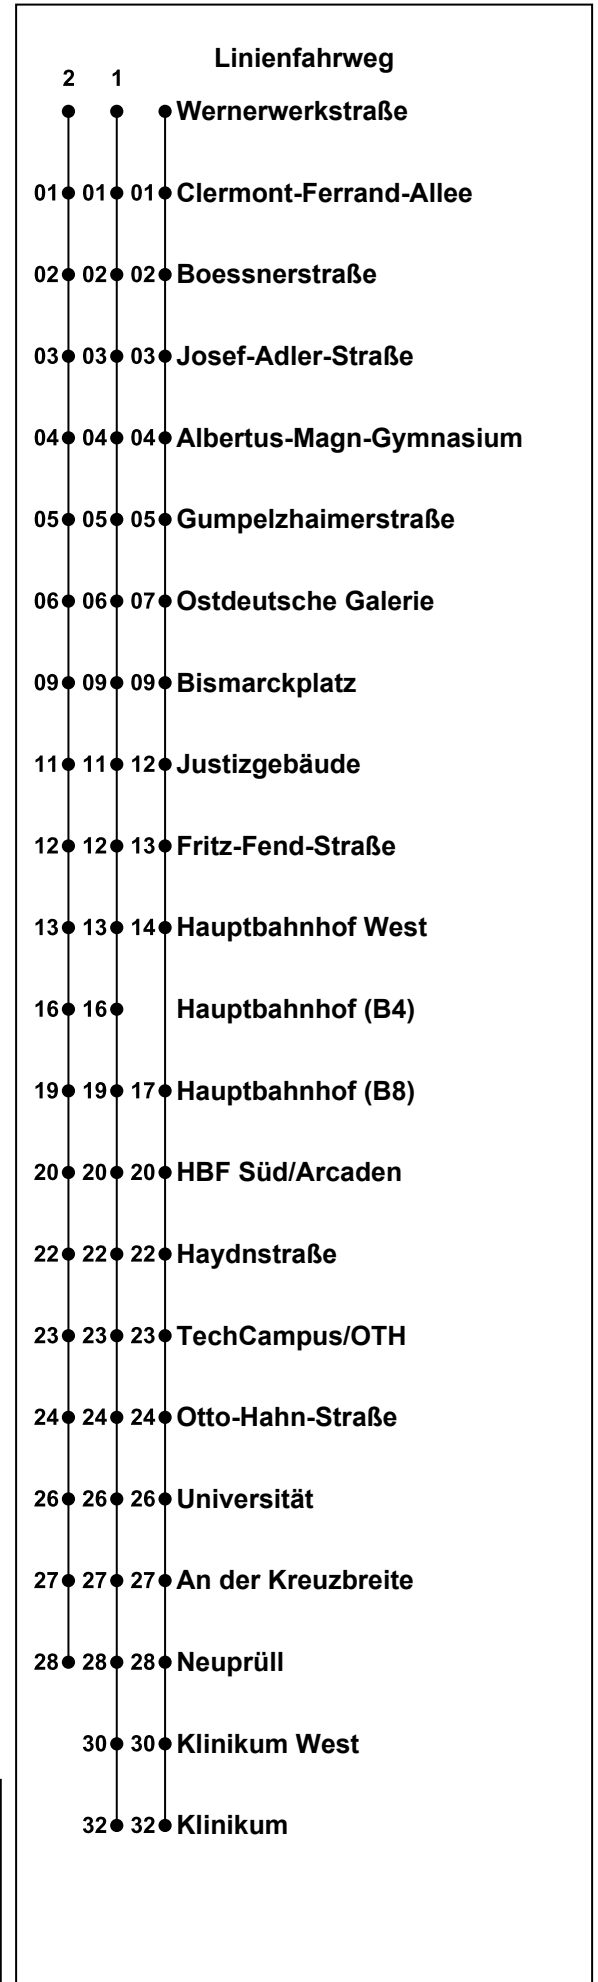 Linienfahrweg
2 1
Wernerwerkstraße
01 01 01 Clermont-Ferrand-Allee
02 02 02 Boessnerstraße
03 03 03 Josef-Adler-Straße
04 04 04 Albertus-Magn-Gymnasium
05 05 05 Gumpelzhaimerstraße
06 06 07 Ostdeutsche Galerie
09 09 09 Bismarckplatz
11 11 12 Justizgebäude
12 12 13 Fritz-Fend-Straße
13 13 14 Hauptbahnhof West
16 16 Hauptbahnhof (B4)
19 19 17 Hauptbahnhof (B8)
20 20 20 HBF Süd/Arcaden
22 22 22 Haydnstraße
23 23 23 TechCampus/OTH
24 24 24 Otto-Hahn-Straße
26 26 26 Universität
27 27 27 An der Kreuzbreite
28 28 28 Neuprüll
30 30 Klinikum West
32 32 Klinikum